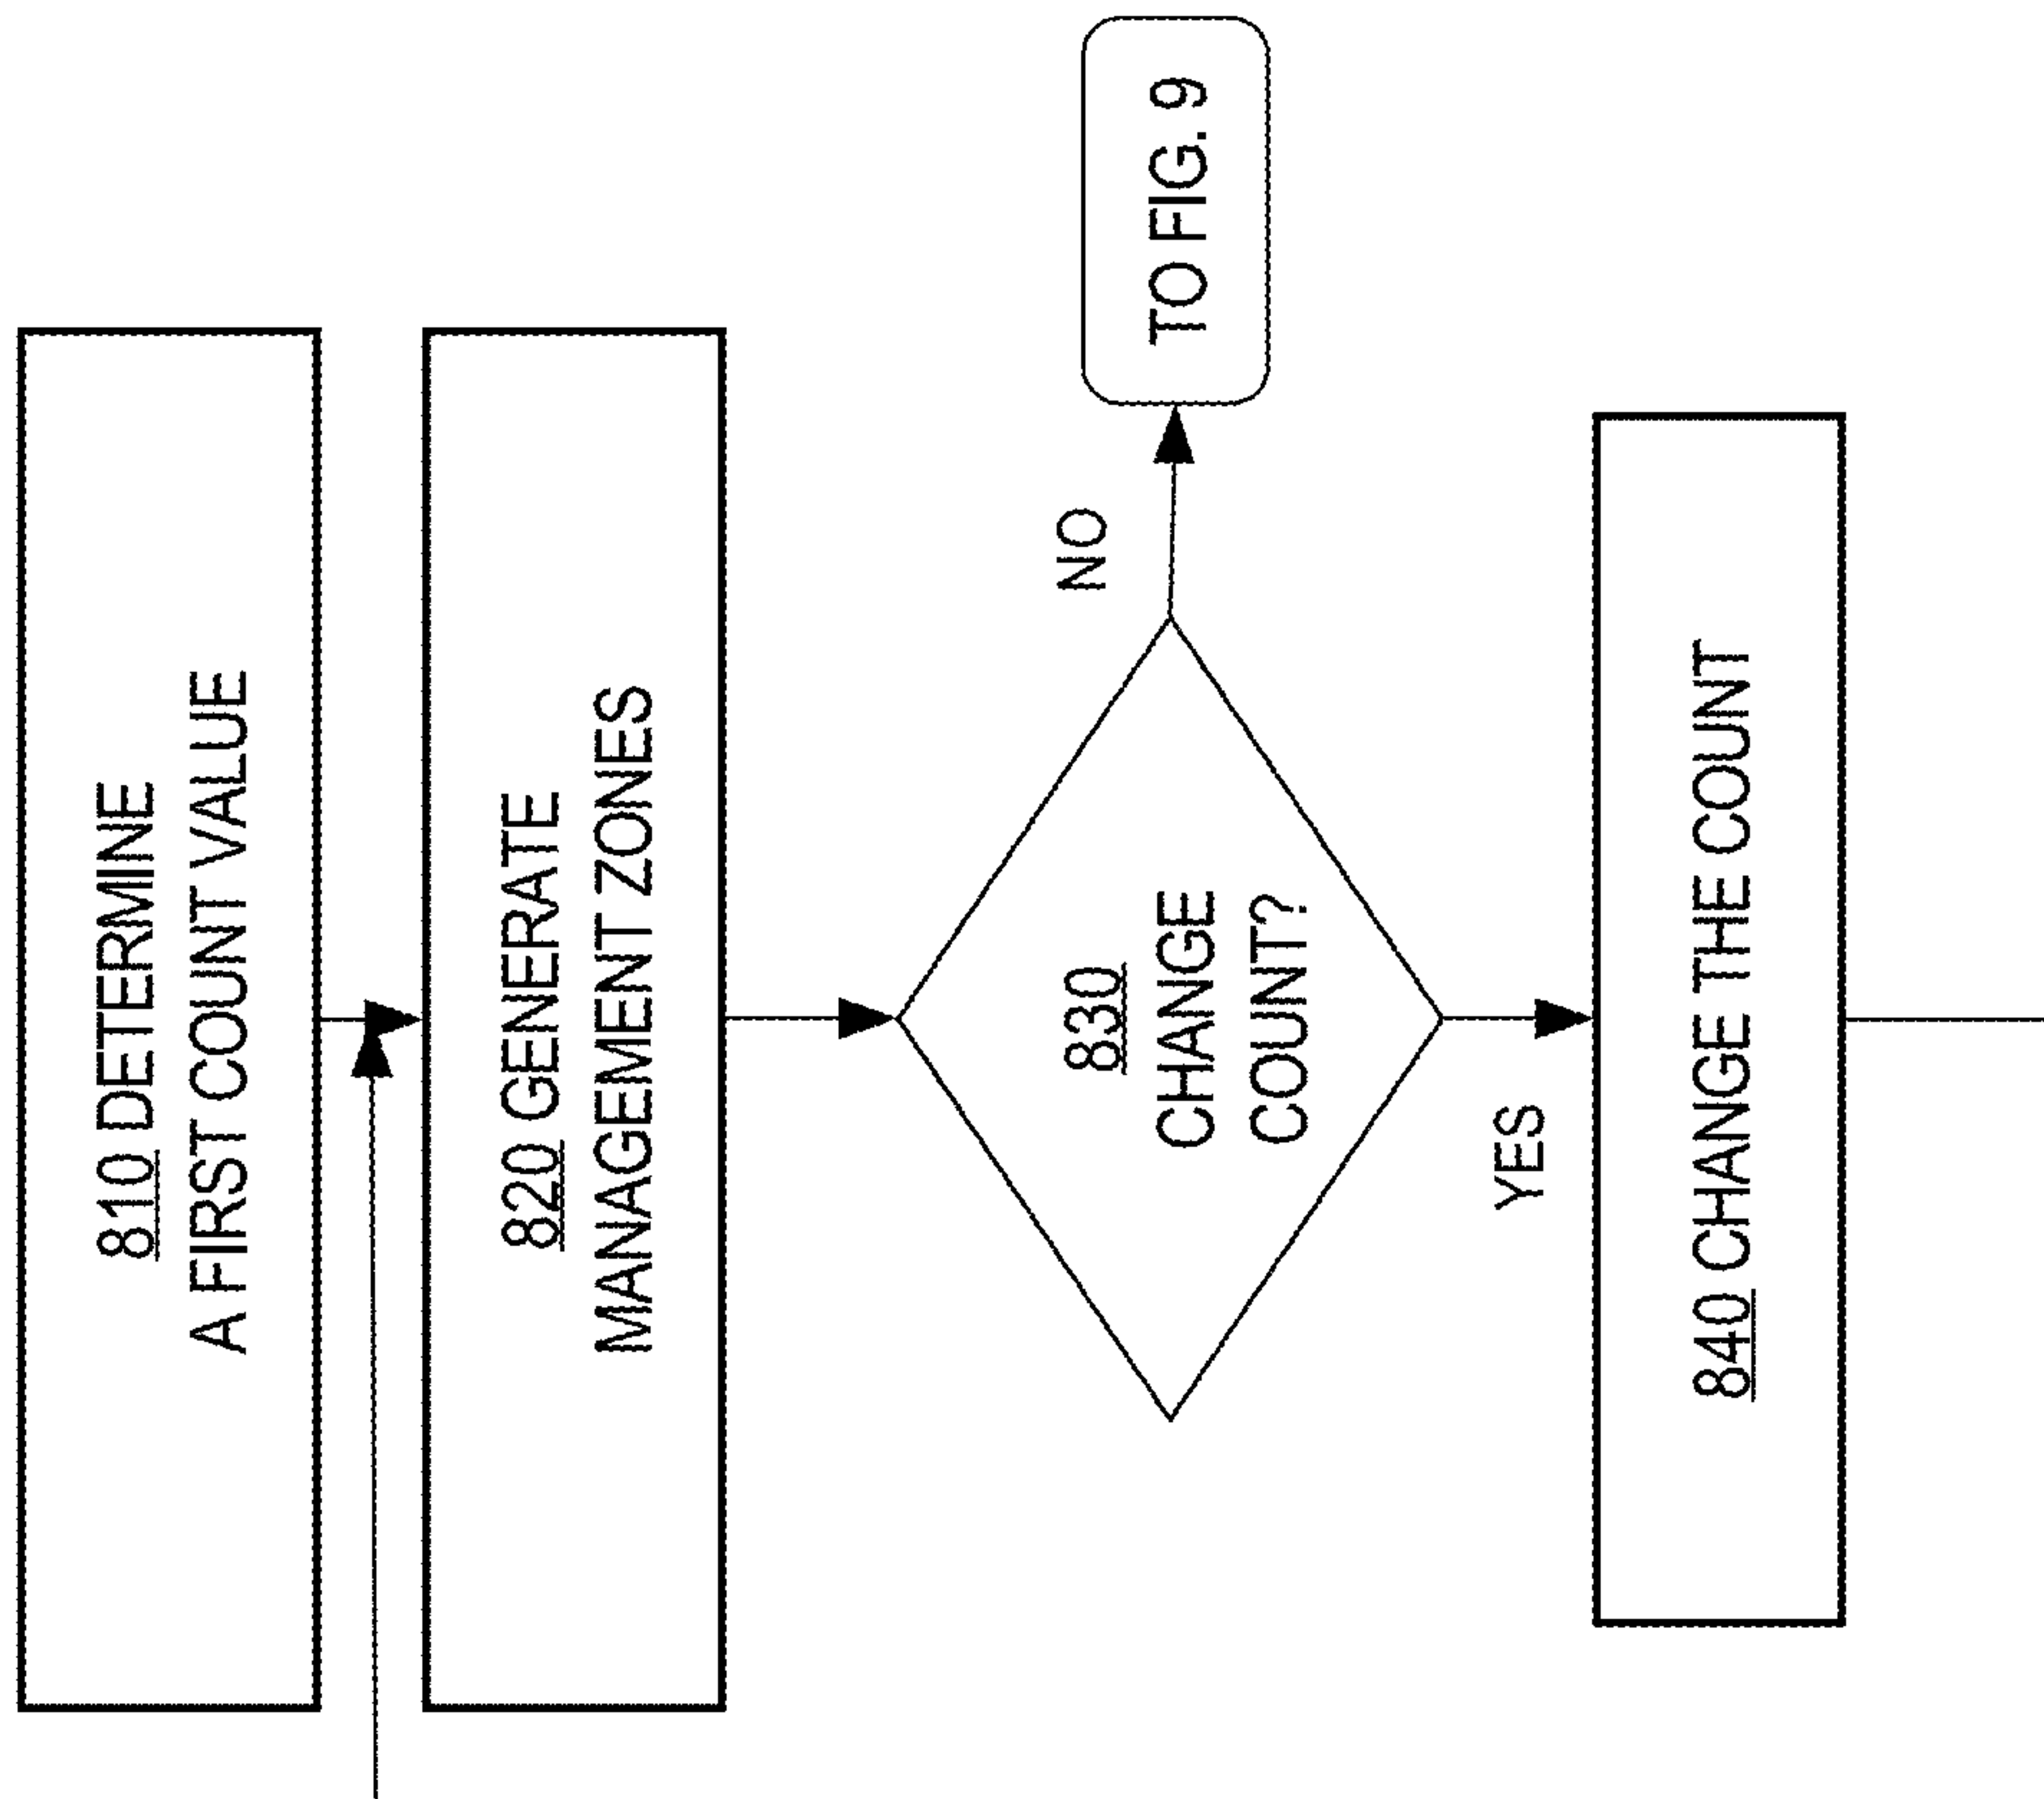 810 DETERMINE
A FIRST COUNT VALUE
820 GENERATE
MANAGEMENT ZONES
830
CHANGE
COUNT?
NO
TO FIG. 9
YES
840 CHANGE THE COUNT